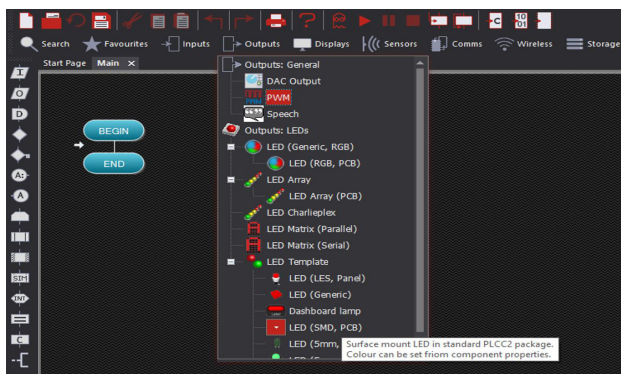 Search Favourites Inputs Outputs Displays Sensors Comms Wireless Storage
Start Page Main X
Outputs: General
DAC Output
PWM
Speech
Outputs: LEDs
LED (Generic, RGB)
LED (RGB, PCB)
LED Array
LED Array (PCB)
LED Charlieplex
LED Matrix (Parallel)
LED Matrix (Serial)
LED Template
LED (LES, Panel)
LED (Generic)
Dashboard lamp
LED (SMD, PCB)
LED (5mm,
Surface mount LED in standard PLCC2 package.
Colour can be set from component properties.
BEGIN
END
I
O
D
A:
A
SIM
INT
C